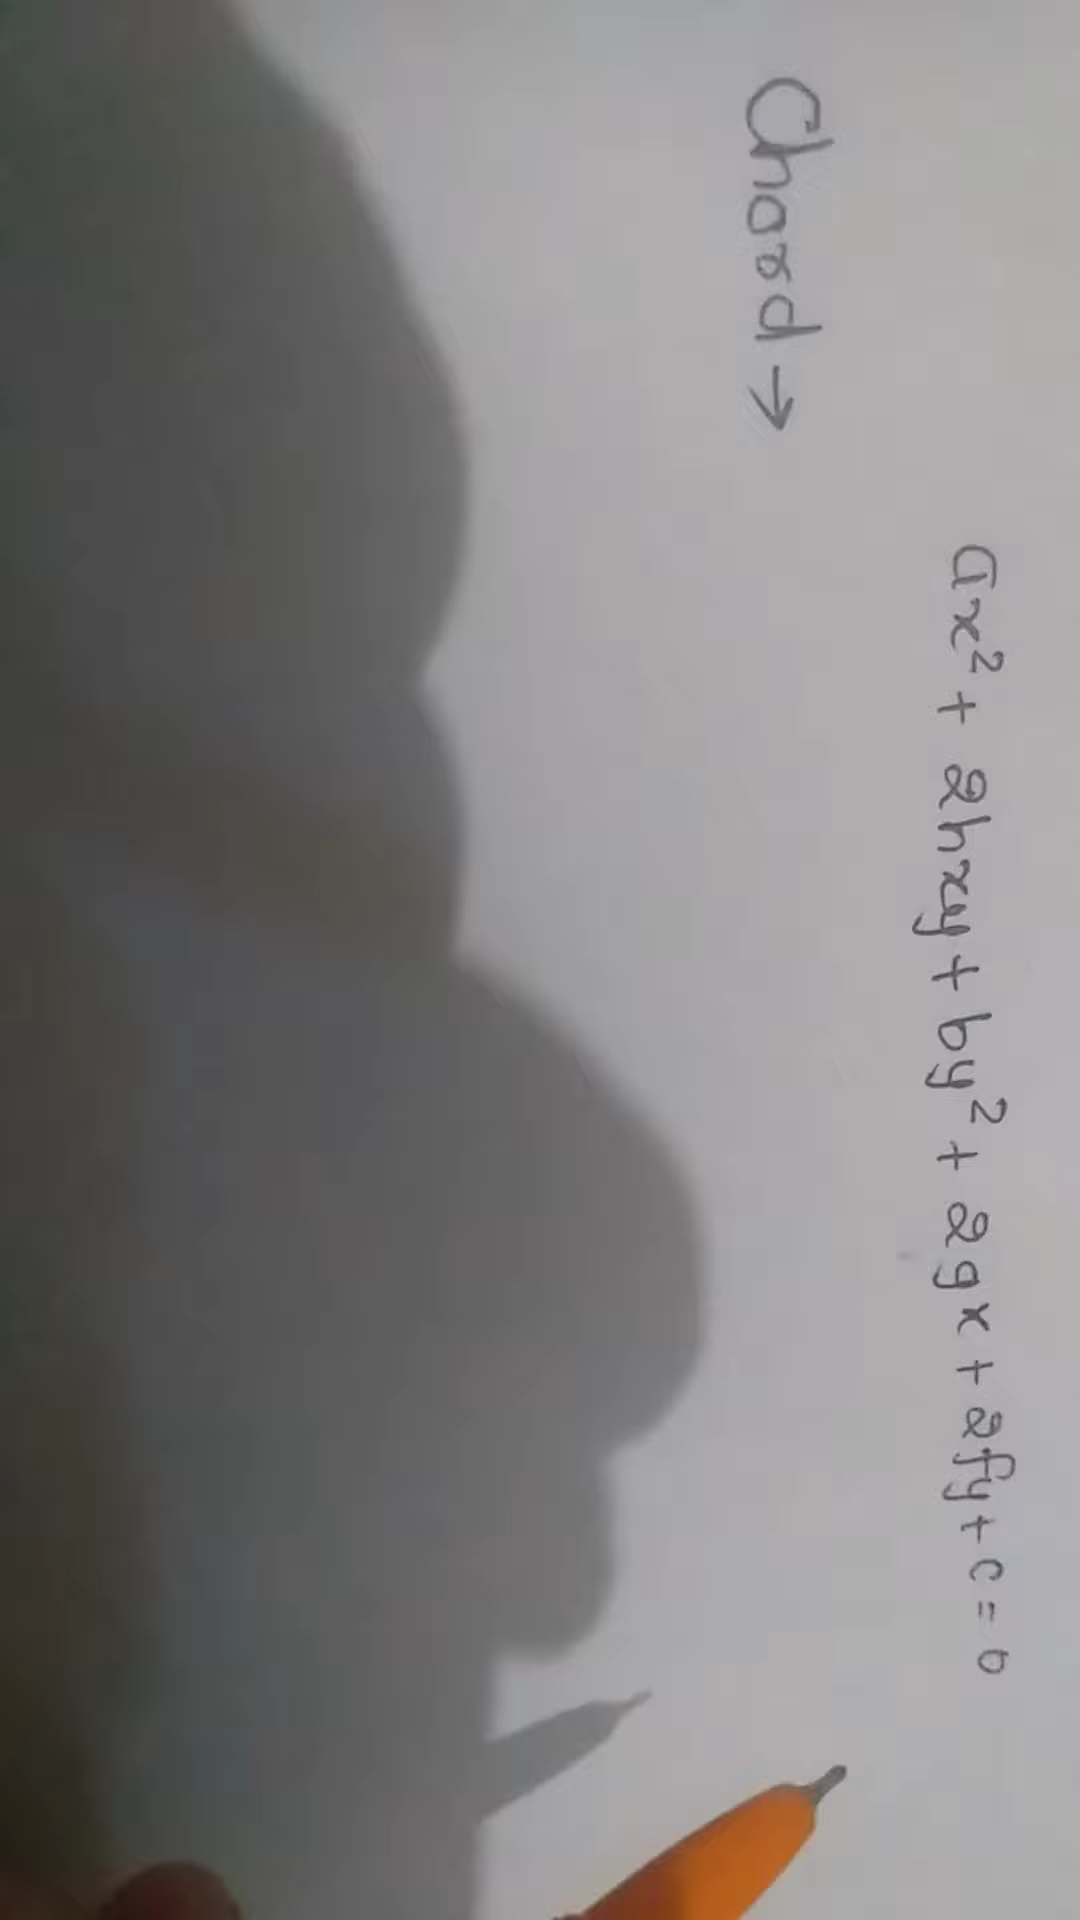 ax² + 2hxy + by² + 2gx + 2fy + c = 0
Chord →